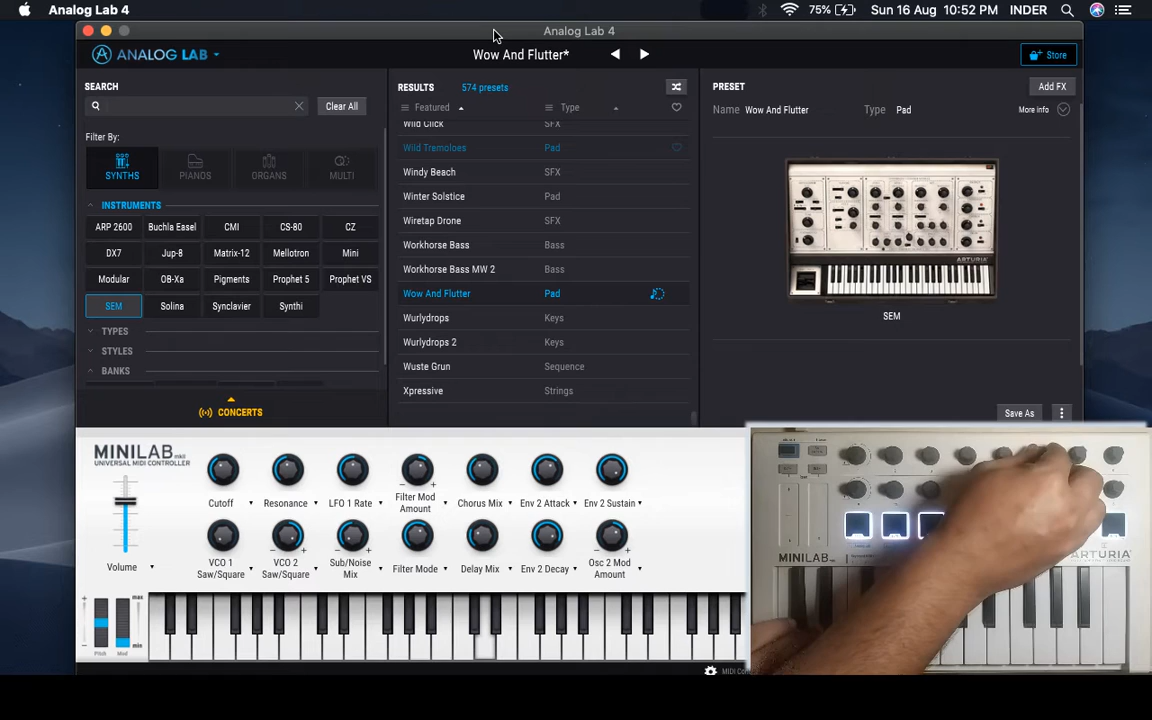 Analog Lab 4
75%
Sun 16 Aug 10:52 PM
INDER
Analog Lab 4
ANALOG LAB
Wow And Flutter*
Store
SEARCH
Clear All
Filter By:
SYNTHS
PIANOS
ORGANS
MULTI
INSTRUMENTS
ARP 2600
Buchla Easel
CMI
CS-80
CZ
DX7
Jup-8
Matrix-12
Mellotron
Mini
Modular
OB-Xa
Pigments
Prophet 5
Prophet VS
SEM
Solina
Synclavier
Synthi
TYPES
STYLES
BANKS
CONCERTS
RESULTS
574 presets
Featured
Type
Wild Click SFX
Wild Tremoloes Pad
Windy Beach SFX
Winter Solstice Pad
Wiretap Drone SFX
Workhorse Bass Bass
Workhorse Bass MW 2 Bass
Wow And Flutter Pad
Wurlydrops Keys
Wurlydrops 2 Keys
Wuste Grun Sequence
Xpressive Strings
PRESET
Add FX
Name Wow And Flutter
Type Pad
More info
ARTURIA
SEM
Save As
MINILAB mkII
UNIVERSAL MIDI CONTROLLER
Volume
Cutoff
Resonance
LFO 1 Rate
Filter Mod
Amount
Chorus Mix
Env 2 Attack
Env 2 Sustain
VCO 1
Saw/Square
VCO 2
Saw/Square
Sub/Noise
Mix
Filter Mode
Delay Mix
Env 2 Decay
Osc 2 Mod
Amount
Pitch
Mod
max
min
MINILAB
ARTURIA